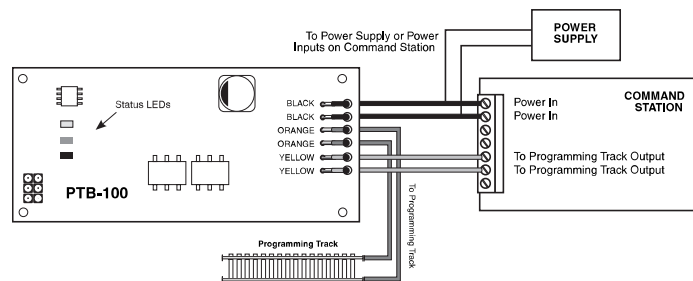 To Power Supply or Power
Inputs on Command Station
POWER
SUPPLY
Status LEDs
BLACK
BLACK
ORANGE
ORANGE
YELLOW
YELLOW
PTB-100
Power In
Power In
COMMAND
STATION
To Programming Track Output
To Programming Track Output
To Programming Track
Programming Track